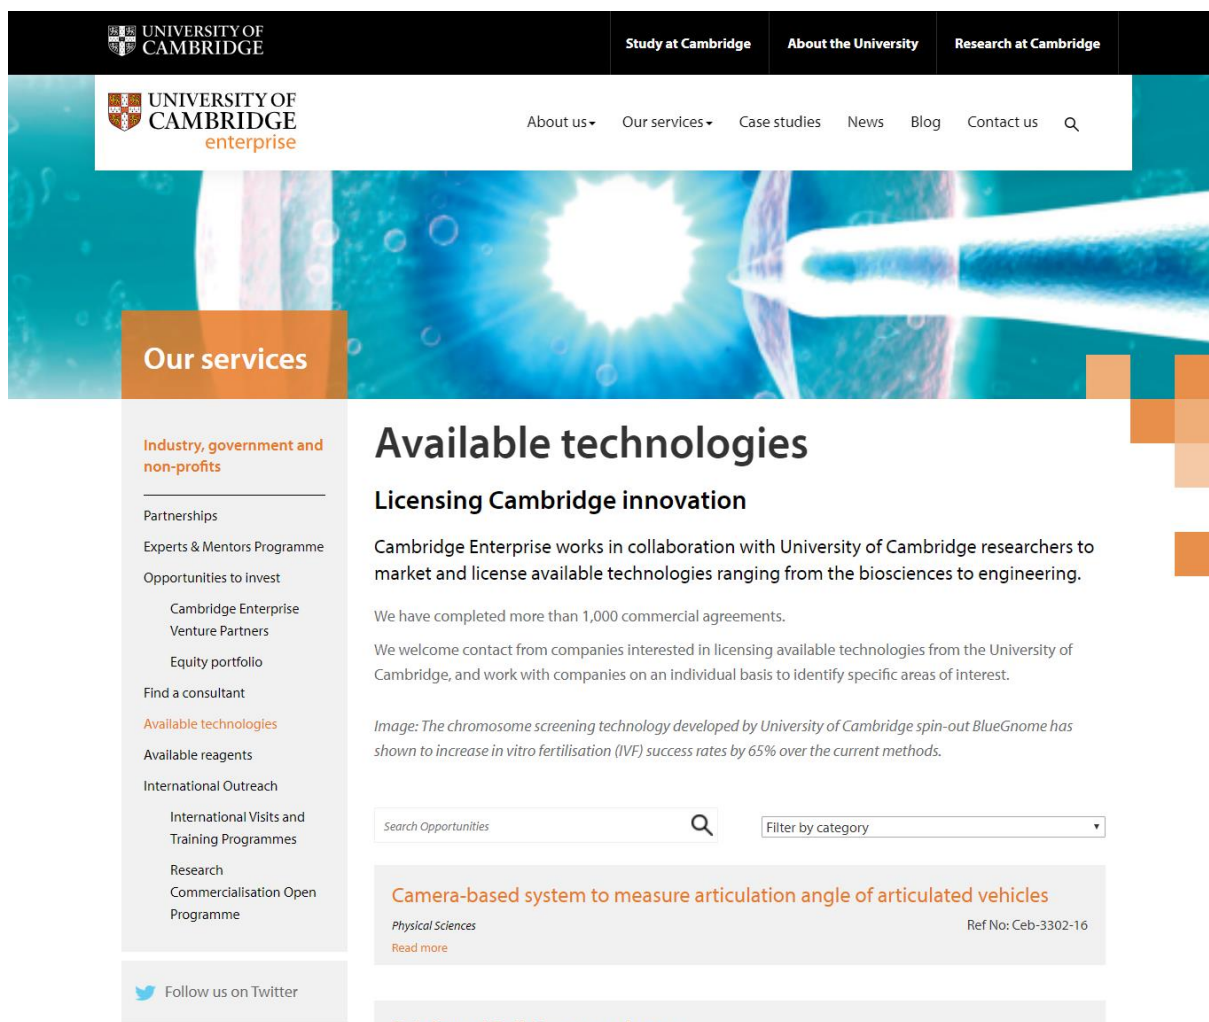 UNIVERSITY OF
CAMBRIDGE
Study at Cambridge
About the University
Research at Cambridge
UNIVERSITY OF
CAMBRIDGE
enterprise
About us
Our services
Case studies
News
Blog
Contact us
Our services
Industry, government and
non-profits
Partnerships
Experts & Mentors Programme
Opportunities to invest
Cambridge Enterprise
Venture Partners
Equity portfolio
Find a consultant
Available technologies
Available reagents
International Outreach
International Visits and
Training Programmes
Research
Commercialisation Open
Programme
Follow us on Twitter
Available technologies
Licensing Cambridge innovation
Cambridge Enterprise works in collaboration with University of Cambridge researchers to
market and license available technologies ranging from the biosciences to engineering.
We have completed more than 1,000 commercial agreements.
We welcome contact from companies interested in licensing available technologies from the University of
Cambridge, and work with companies on an individual basis to identify specific areas of interest.
Image: The chromosome screening technology developed by University of Cambridge spin-out BlueGnome has
shown to increase in vitro fertilisation (IVF) success rates by 65% over the current methods.
Search Opportunities
Filter by category
Camera-based system to measure articulation angle of articulated vehicles
Physical Sciences
Ref No: Ceb-3302-16
Read more